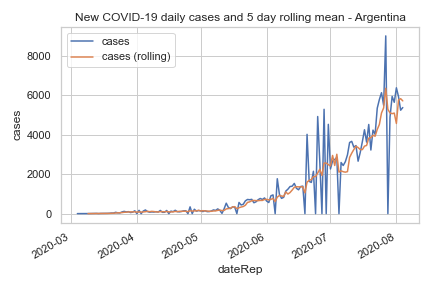 New COVID-19 daily cases and 5 day rolling mean - Argentina
cases
cases (rolling)
8000
6000
4000
2000
0
cases
2020-03
2020-04
2020-05
2020-06
2020-07
2020-08
dateRep